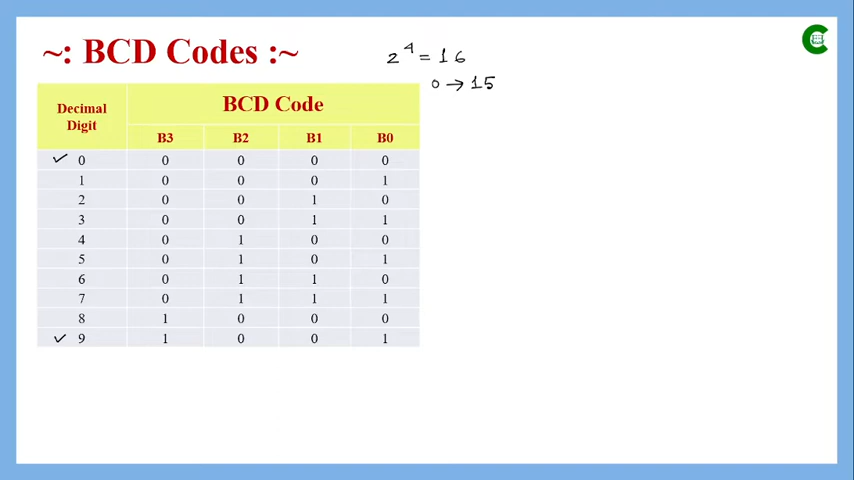 ~: BCD Codes :~
2^4 = 16
0 → 15
Decimal Digit BCD Code
B3 B2 B1 B0
✓ 0 0 0 0 0
1 0 0 0 1
2 0 0 1 0
3 0 0 1 1
4 0 1 0 0
5 0 1 0 1
6 0 1 1 0
7 0 1 1 1
8 1 0 0 0
✓ 9 1 0 0 1